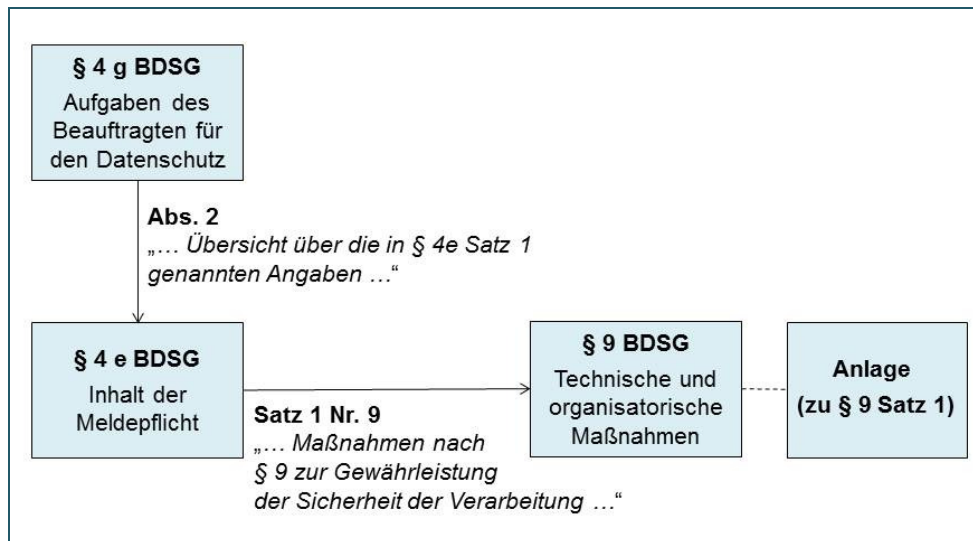 § 4 g BDSG
Aufgaben des
Beauftragten für
den Datenschutz
Abs. 2
„… Übersicht über die in § 4e Satz 1
genannten Angaben …“
§ 4 e BDSG
Inhalt der
Meldepflicht
Satz 1 Nr. 9
„… Maßnahmen nach
§ 9 zur Gewährleistung
der Sicherheit der Verarbeitung …“
§ 9 BDSG
Technische und
organisatorische
Maßnahmen
Anlage
(zu § 9 Satz 1)